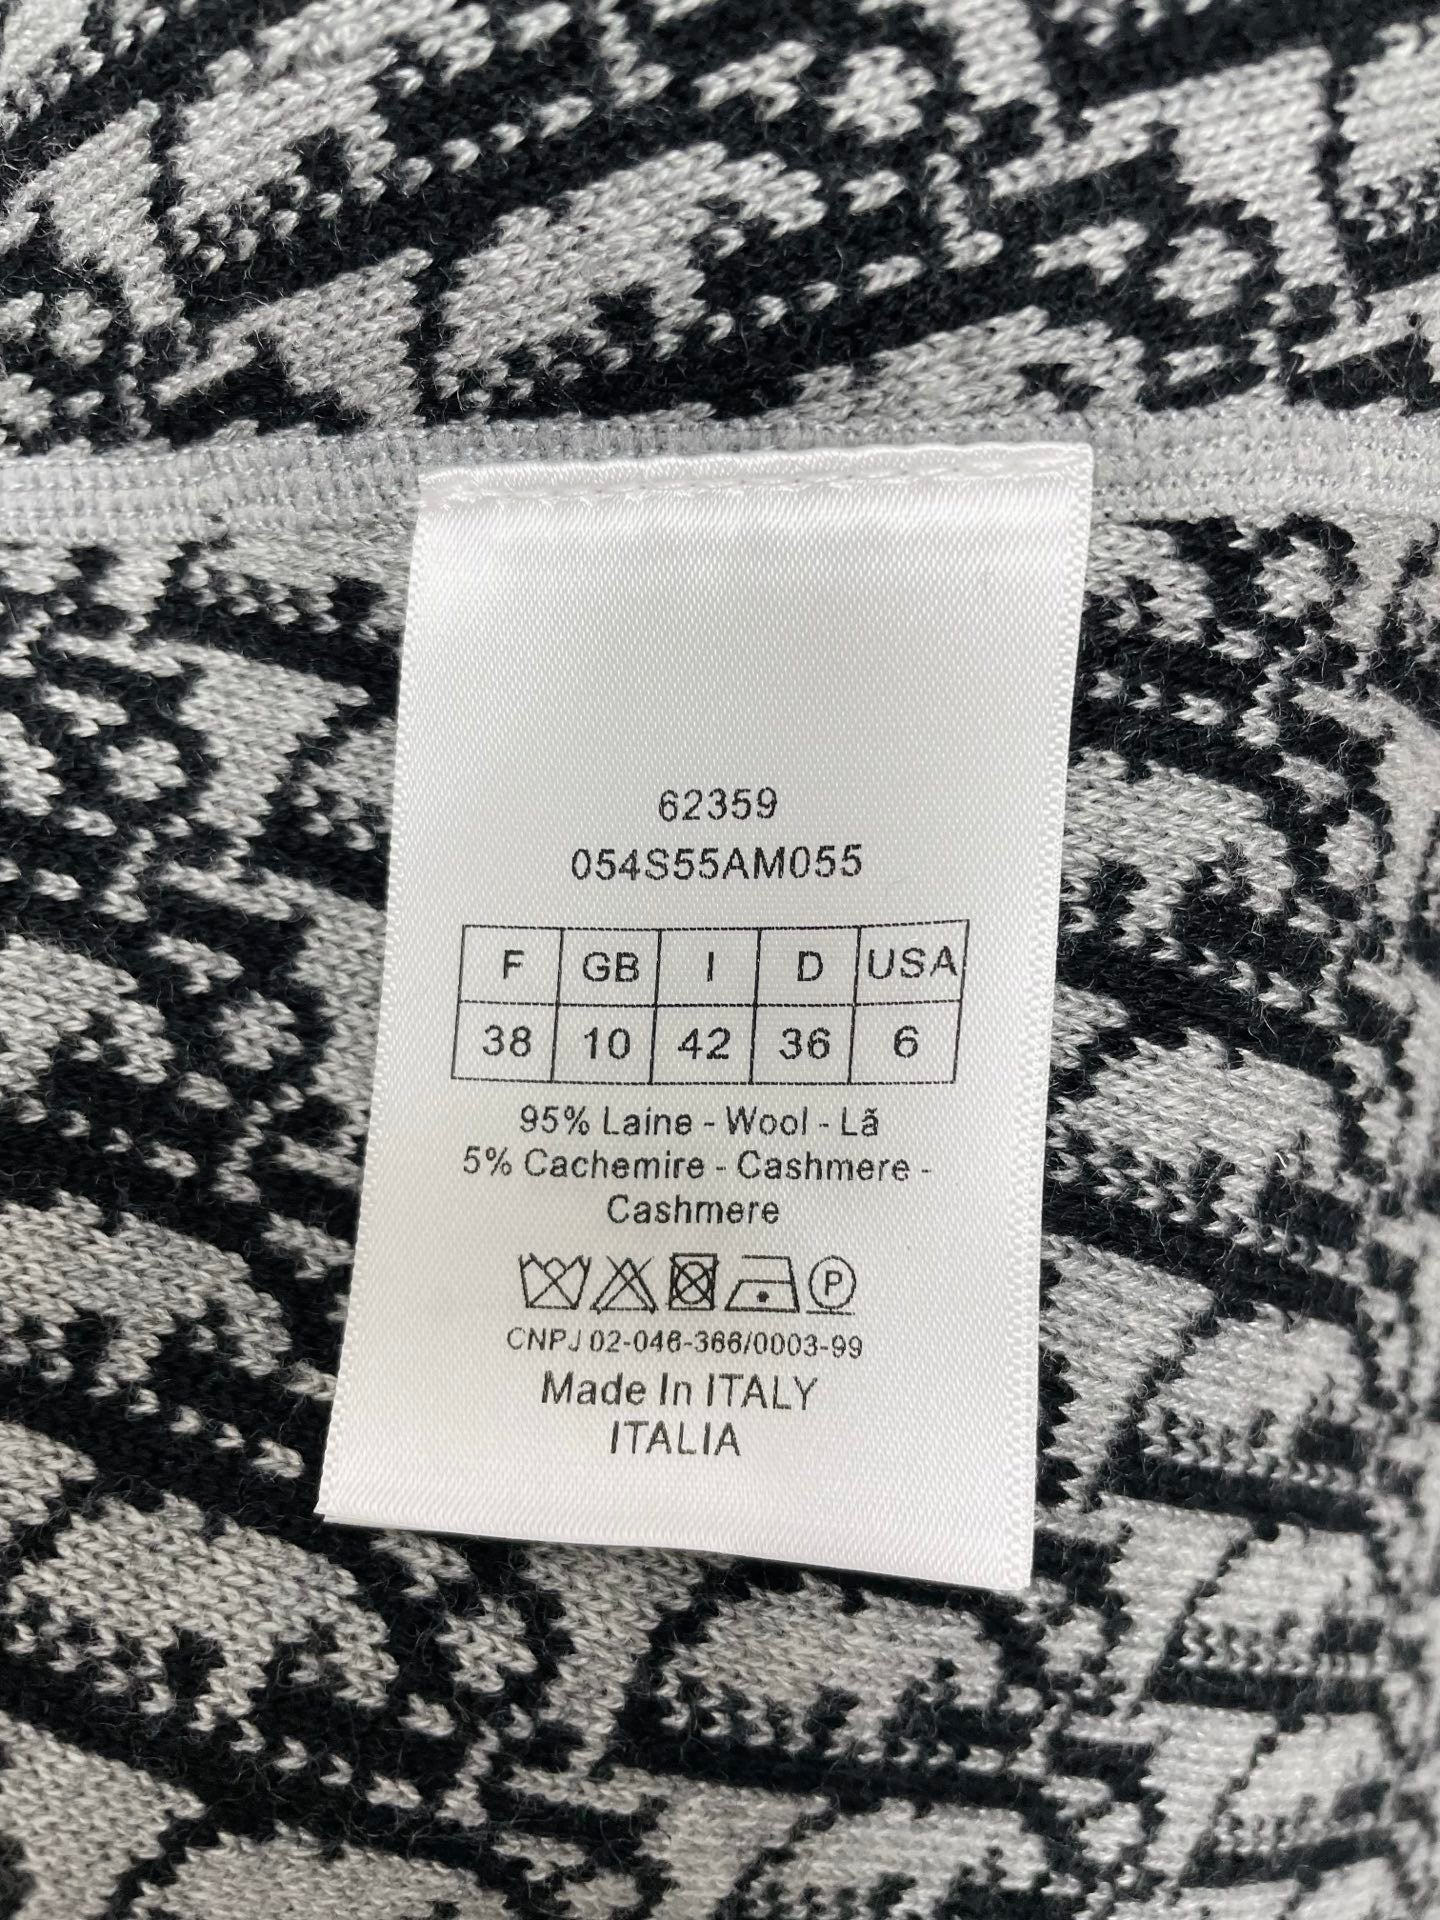 62359
054S55AM055
F GB I D USA
38 10 42 36 6
95% Laine - Wool - Lã
5% Cachemire - Cashmere -
Cashmere
P
CNPJ 02-046-366/0003-99
Made In ITALY
ITALIA